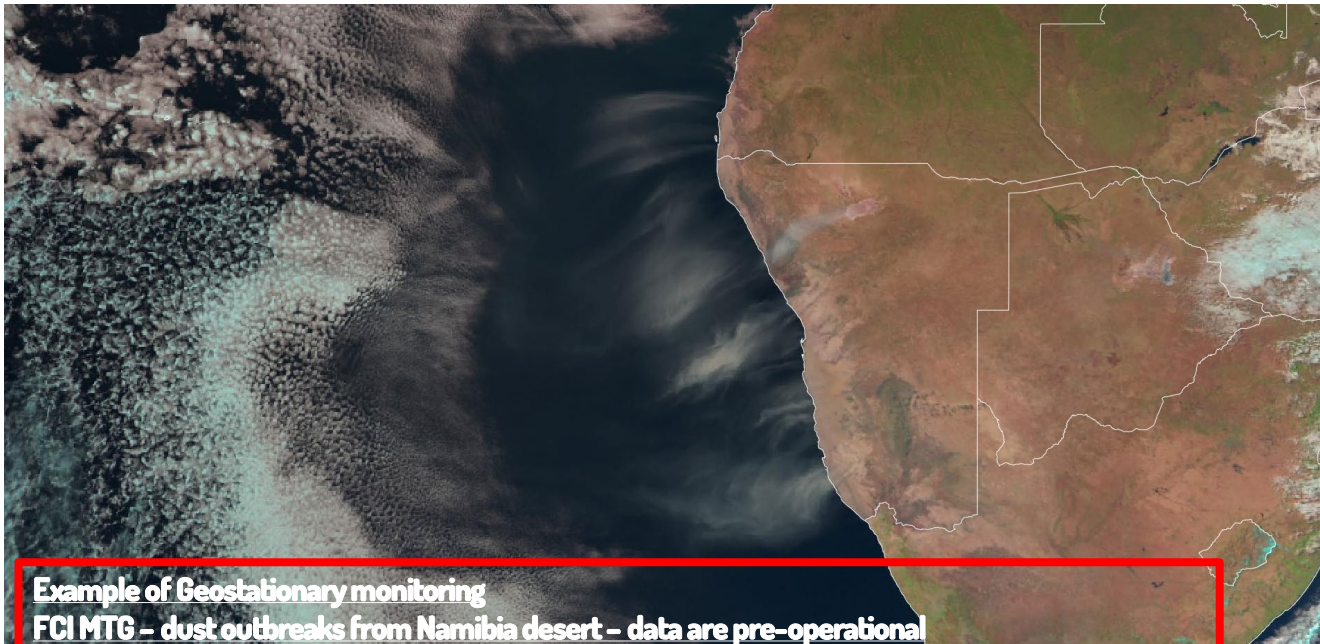 Example of Geostationary monitoring
FCI MTG – dust outbreaks from Namibia desert – data are pre-operational